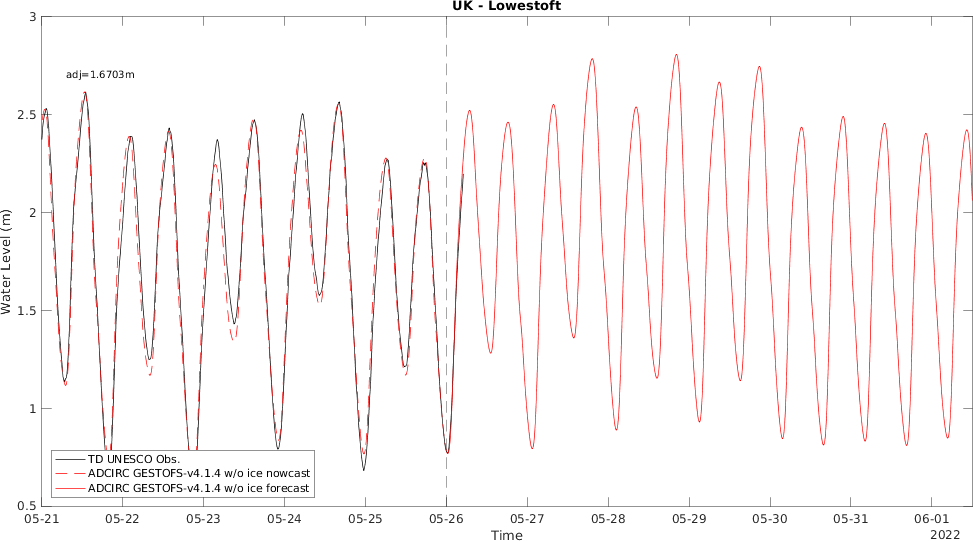 UK - Lowestoft
adj=1.6703m
Water Level (m)
3
2.5
2
1.5
1
0.5
TD UNESCO Obs.
ADCIRC GESTOFS-v4.1.4 w/o ice nowcast
ADCIRC GESTOFS-v4.1.4 w/o ice forecast
05-21 05-22 05-23 05-24 05-25 05-26 05-27 05-28 05-29 05-30 05-31 06-01
Time
2022